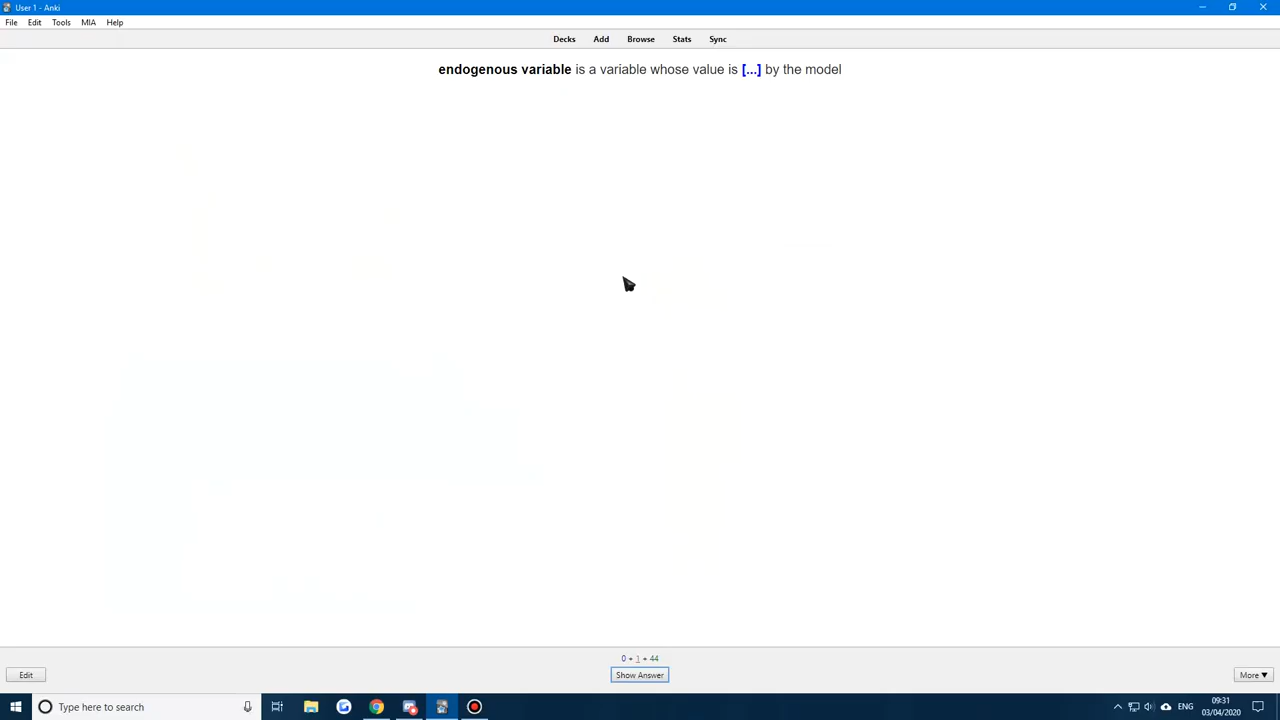 User 1 - Anki
File Edit Tools MIA Help
Decks Add Browse Stats Sync
endogenous variable is a variable whose value is [...] by the model
0 + 1 + 44
Edit Show Answer More ▼
Type here to search
ENG
09:31
03/04/2020